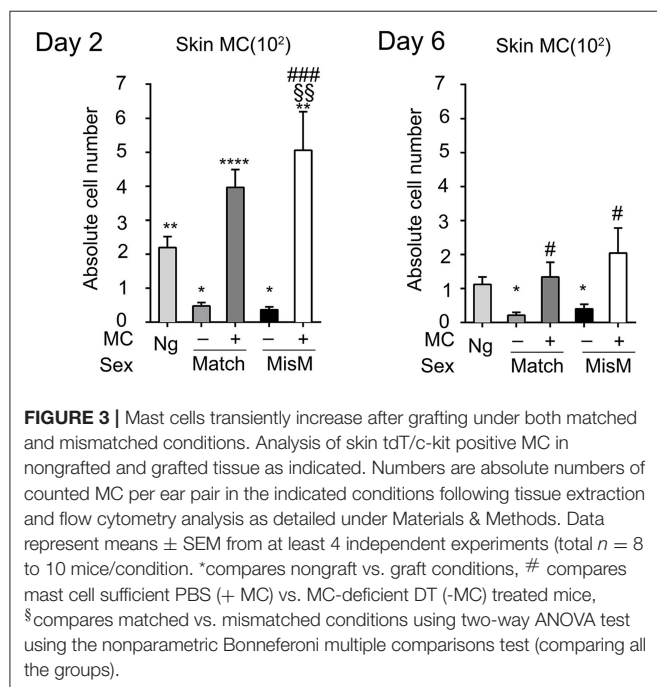 Day 2
Skin MC(10²)
Day 6
Skin MC(10²)
Absolute cell number
7
6
5
4
3
2
1
0
**
*
****
*
###
§§
**
MC
Ng
–
+
–
+
Sex
Match
MisM
Absolute cell number
7
6
5
4
3
2
1
0
*
#
*
#
MC
Ng
–
+
–
+
Sex
Match
MisM
FIGURE 3 | Mast cells transiently increase after grafting under both matched
and mismatched conditions. Analysis of skin tdT/c-kit positive MC in
nongrafted and grafted tissue as indicated. Numbers are absolute numbers of
counted MC per ear pair in the indicated conditions following tissue extraction
and flow cytometry analysis as detailed under Materials & Methods. Data
represent means ± SEM from at least 4 independent experiments (total n = 8
to 10 mice/condition. *compares nongraft vs. graft conditions, # compares
mast cell sufficient PBS (+ MC) vs. MC-deficient DT (-MC) treated mice,
§compares matched vs. mismatched conditions using two-way ANOVA test
using the nonparametric Bonneferoni multiple comparisons test (comparing all
the groups).